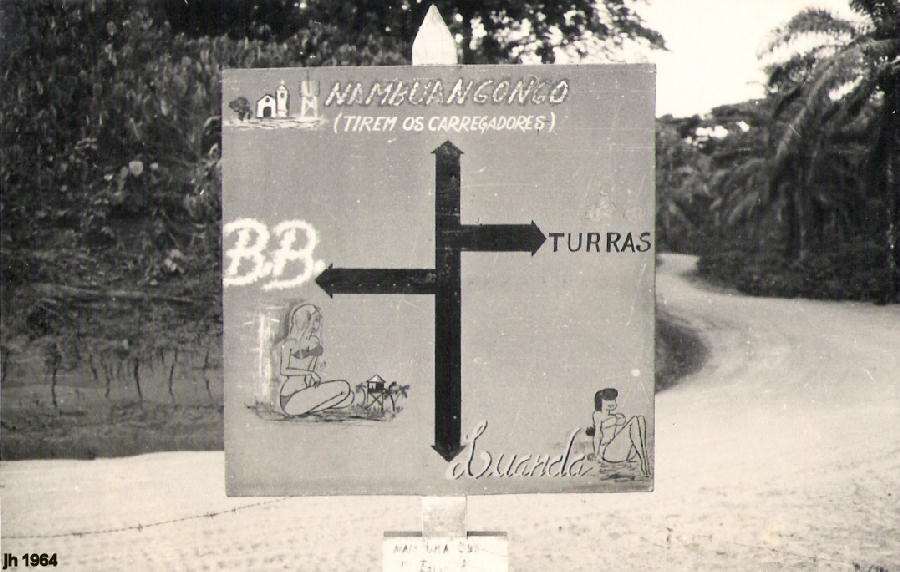 NAMBUANGONGO
(TIREM OS CARREGADORES)
B.B.
TURRAS
Luanda
Jh 1964